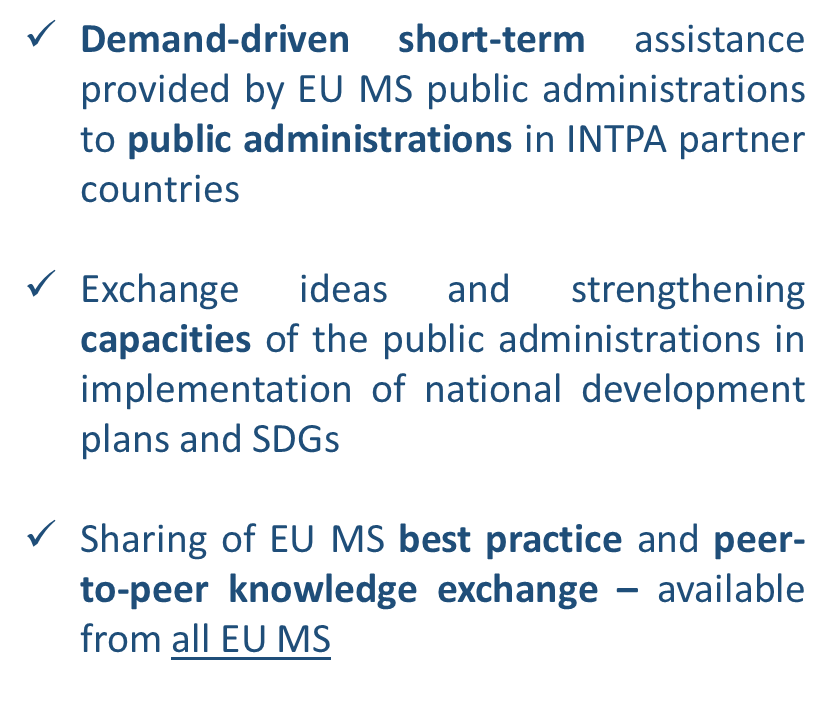 ✓ Demand-driven short-term assistance
provided by EU MS public administrations
to public administrations in INTPA partner
countries
✓ Exchange ideas and strengthening
capacities of the public administrations in
implementation of national development
plans and SDGs
✓ Sharing of EU MS best practice and peer-
to-peer knowledge exchange – available
from all EU MS